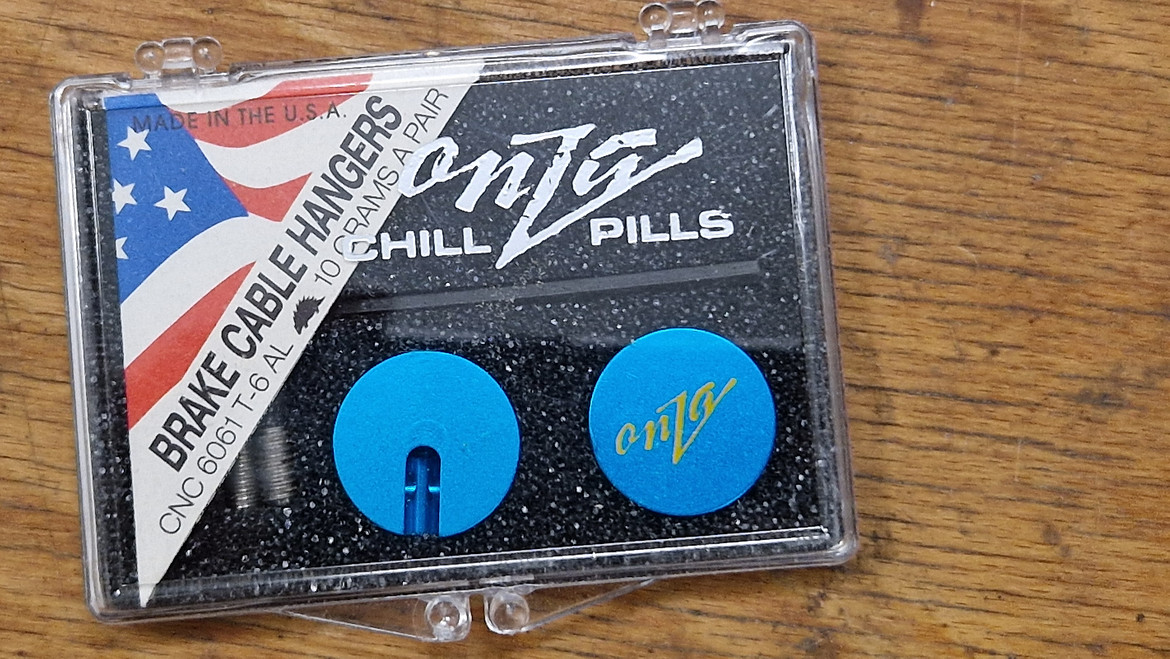 MADE IN THE U.S.A.
BRAKE CABLE HANGERS
CNC 6061 T-6 AL 10 GRAMS A PAIR
onza
CHILL PILLS
onza